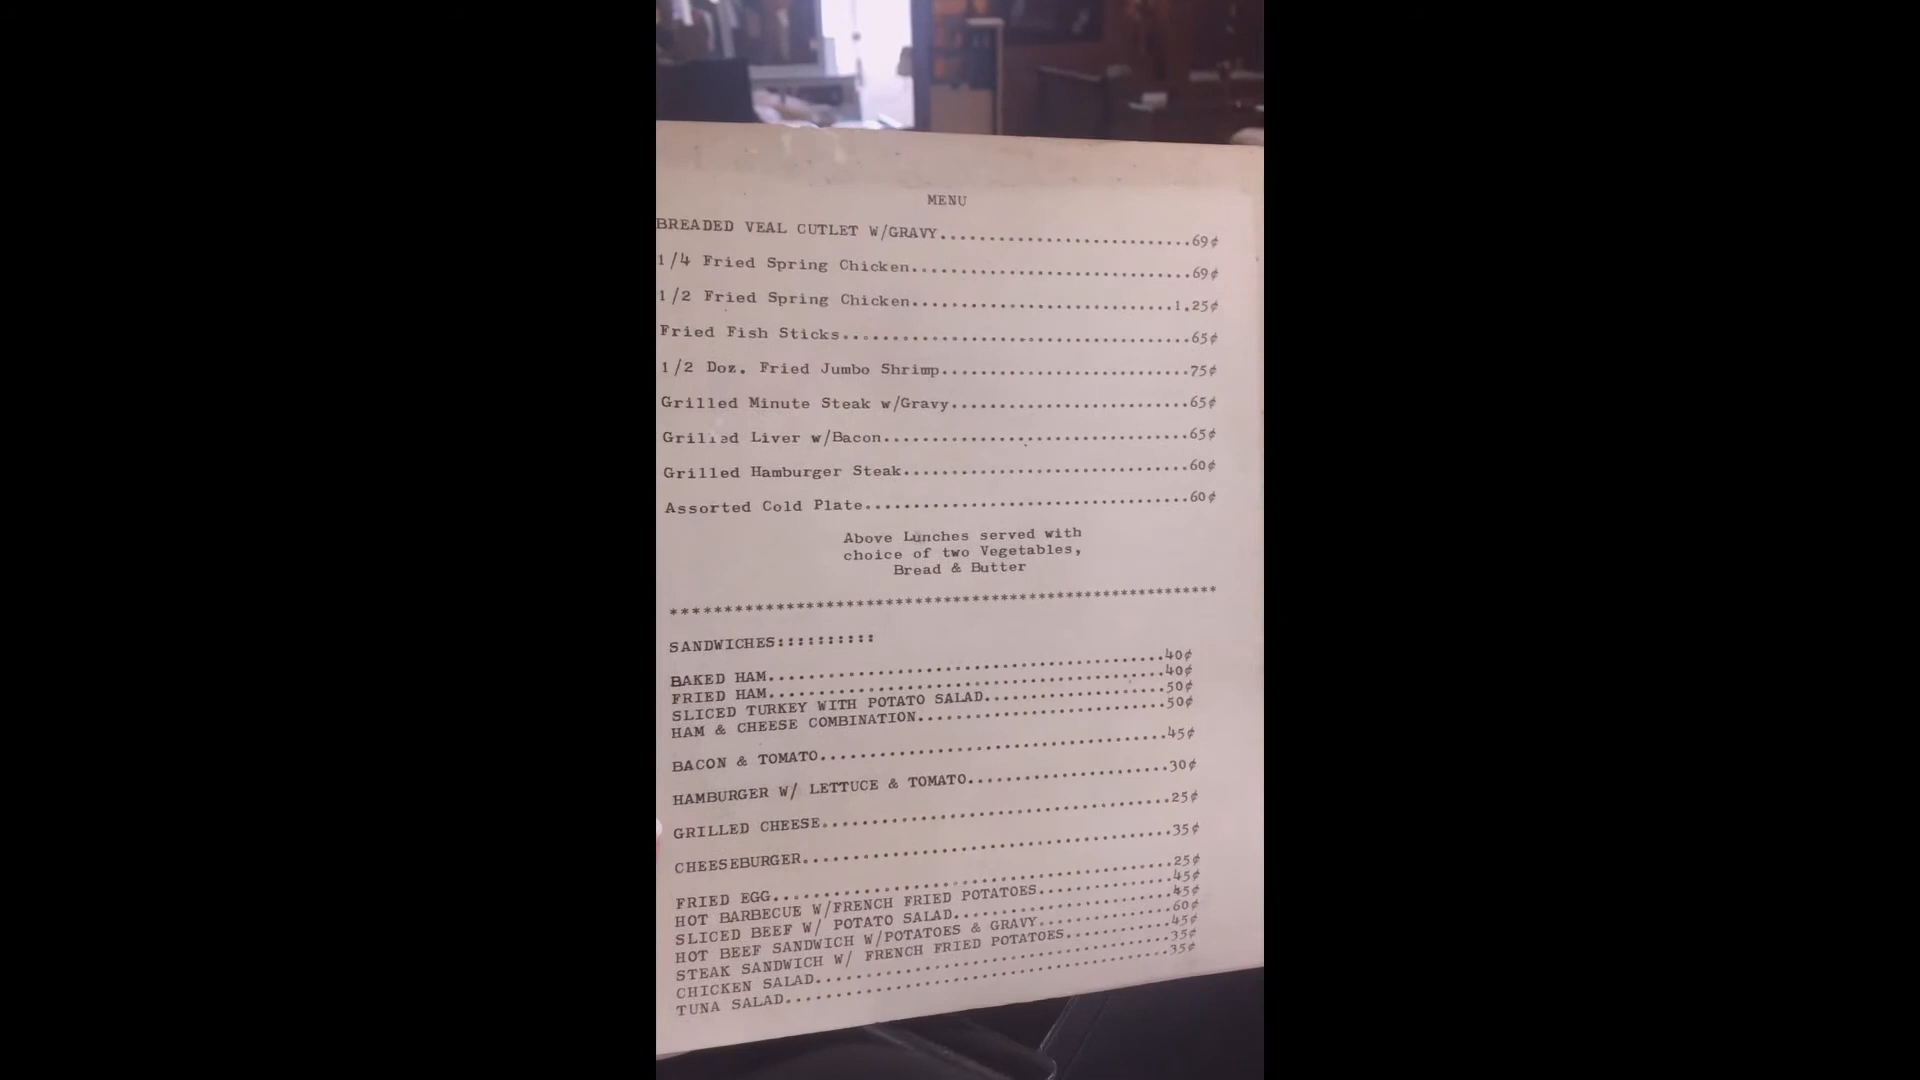 MENU
BREADED VEAL CUTLET W/GRAVY..............................69¢
1/4 Fried Spring Chicken..................................69¢
1/2 Fried Spring Chicken................................1.25¢
Fried Fish Sticks...........................................65¢
1/2 Doz. Fried Jumbo Shrimp..............................75¢
Grilled Minute Steak w/Gravy.............................65¢
Grilled Liver w/Bacon.....................................65¢
Grilled Hamburger Steak...................................60¢
Assorted Cold Plate........................................60¢
Above Lunches served with
choice of two Vegetables,
Bread & Butter
*******************************************************
SANDWICHES::::::::::
BAKED HAM................................................40¢
FRIED HAM................................................40¢
SLICED TURKEY WITH POTATO SALAD......................50¢
HAM & CHEESE COMBINATION..............................50¢
BACON & TOMATO..........................................45¢
HAMBURGER W/ LETTUCE & TOMATO........................30¢
GRILLED CHEESE..........................................25¢
CHEESEBURGER............................................35¢
FRIED EGG................................................25¢
HOT BARBECUE W/FRENCH FRIED POTATOES................45¢
SLICED BEEF W/ POTATO SALAD..........................45¢
HOT BEEF SANDWICH W/POTATOES & GRAVY................60¢
STEAK SANDWICH W/ FRENCH FRIED POTATOES.............45¢
CHICKEN SALAD...........................................35¢
TUNA SALAD..............................................35¢